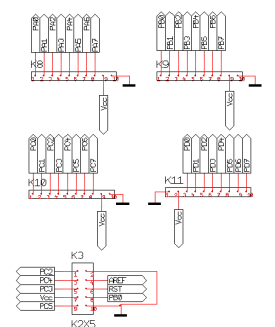 PA0 PA1 PA2 PA3 PA4 PA5 PA6 PA7
K8
Vcc
PB0 PB1 PB2 PB3 PB4 PB5 PB6 PB7
K9
Vcc
PC0 PC1 PC2 PC3 PC4 PC5 PC6 PC7
K10
Vcc
PD0 PD1 PD2 PD3 PD4 PD5 PD6 PD7
K11
Vcc
K3
PC2
PC4 AREF
PC3 RST
Vcc PB0
PC5
K2X5